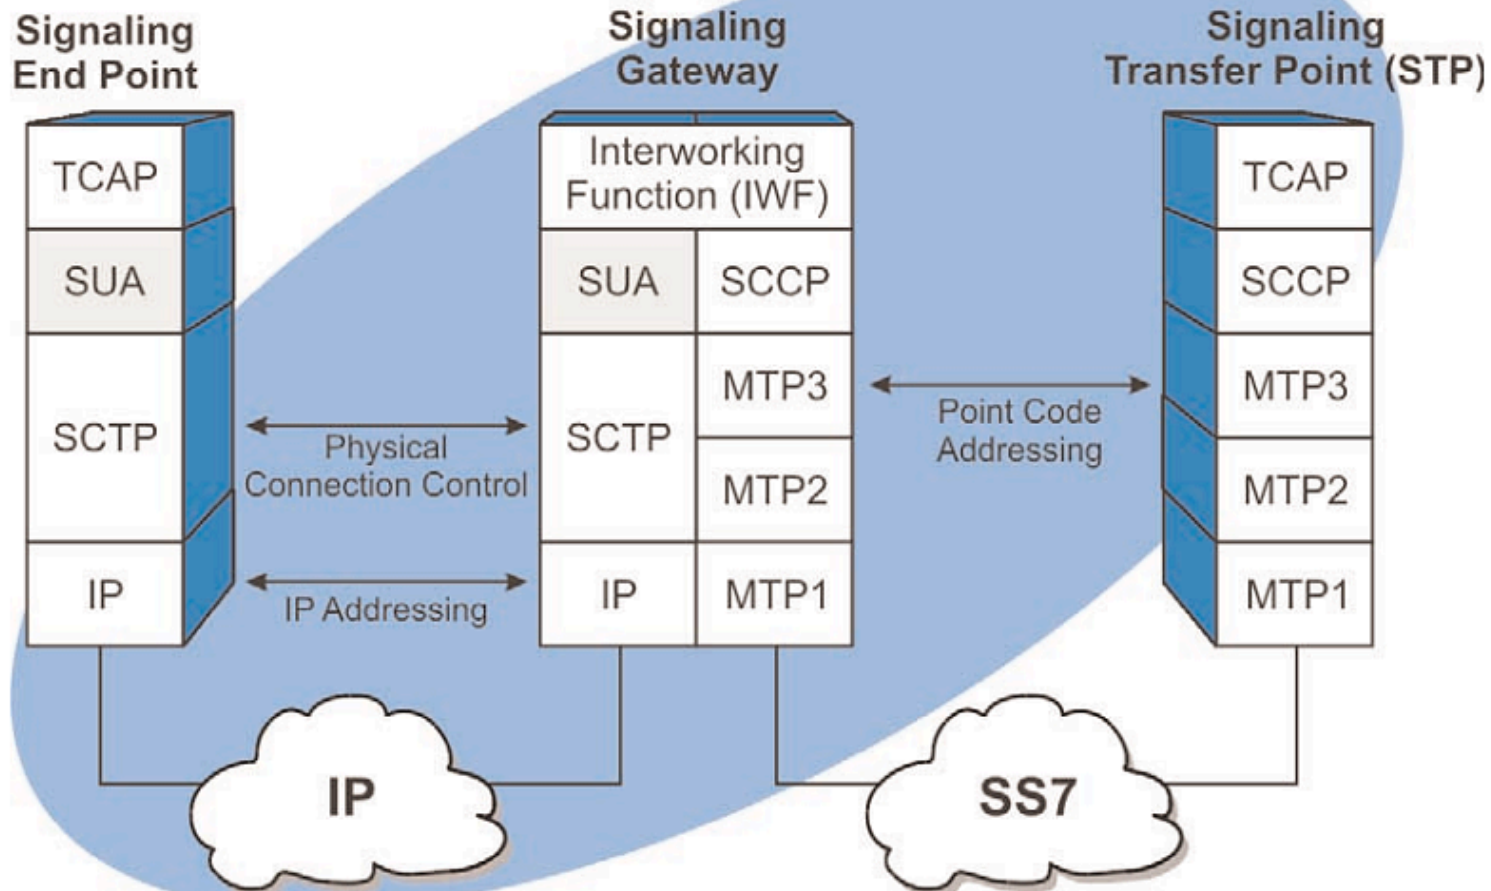 Signaling
End Point
Signaling
Gateway
Signaling
Transfer Point (STP)
TCAP
SUA
SCTP
IP
Physical
Connection Control
IP Addressing
Interworking
Function (IWF)
SUA
SCCP
SCTP
MTP3
MTP2
IP
MTP1
Point Code
Addressing
TCAP
SCCP
MTP3
MTP2
MTP1
IP
SS7